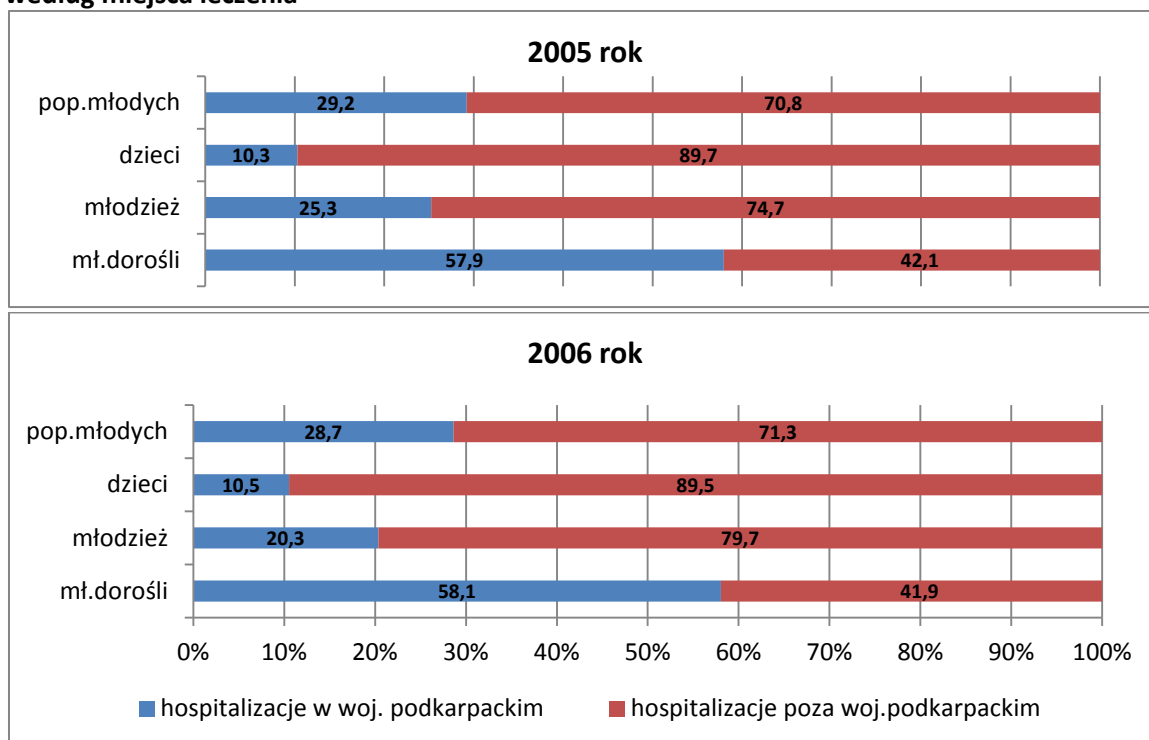 według miejsca leczenia
2005 rok
pop.młodych 29,2 70,8
dzieci 10,3 89,7
młodzież 25,3 74,7
mł.dorośli 57,9 42,1
2006 rok
pop.młodych 28,7 71,3
dzieci 10,5 89,5
młodzież 20,3 79,7
mł.dorośli 58,1 41,9
0% 10% 20% 30% 40% 50% 60% 70% 80% 90% 100%
hospitalizacje w woj. podkarpackim hospitalizacje poza woj.podkarpackim